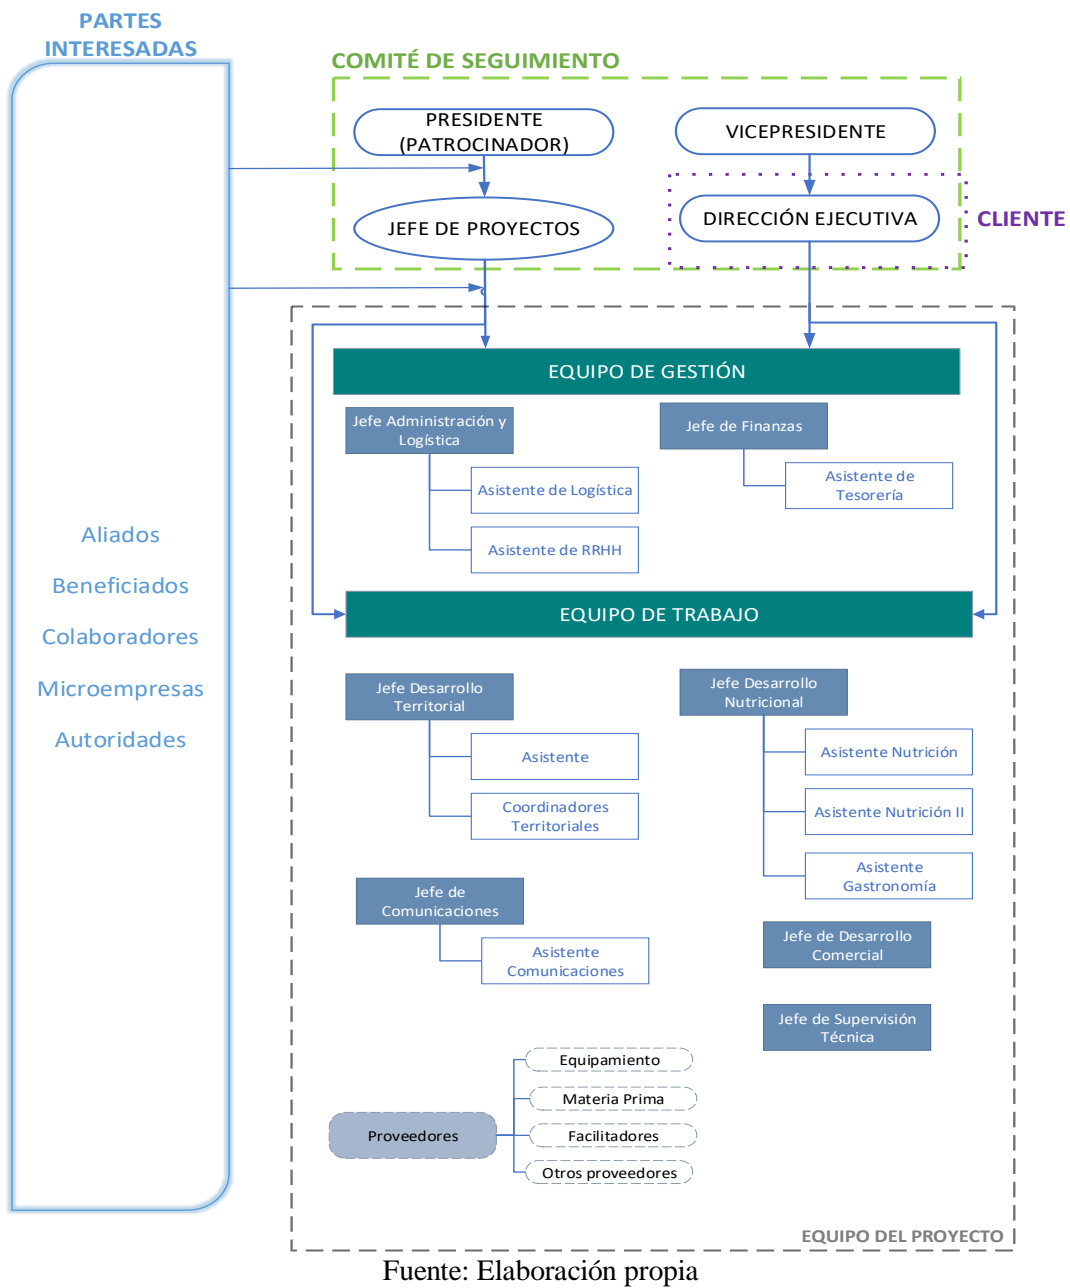 PARTES
INTERESADAS
COMITÉ DE SEGUIMIENTO
PRESIDENTE
(PATROCINADOR)
VICEPRESIDENTE
JEFE DE PROYECTOS
DIRECCIÓN EJECUTIVA
CLIENTE
EQUIPO DE GESTIÓN
Jefe Administración y
Logística
Jefe de Finanzas
Asistente de Logística
Asistente de
Tesorería
Asistente de RRHH
Aliados
Beneficiados
Colaboradores
Microempresas
Autoridades
EQUIPO DE TRABAJO
Jefe Desarrollo
Territorial
Asistente
Coordinadores
Territoriales
Jefe Desarrollo
Nutricional
Asistente Nutrición
Asistente Nutrición II
Asistente
Gastronomía
Jefe de
Comunicaciones
Asistente
Comunicaciones
Jefe de Desarrollo
Comercial
Jefe de Supervisión
Técnica
Proveedores
Equipamiento
Materia Prima
Facilitadores
Otros proveedores
EQUIPO DEL PROYECTO
Fuente: Elaboración propia